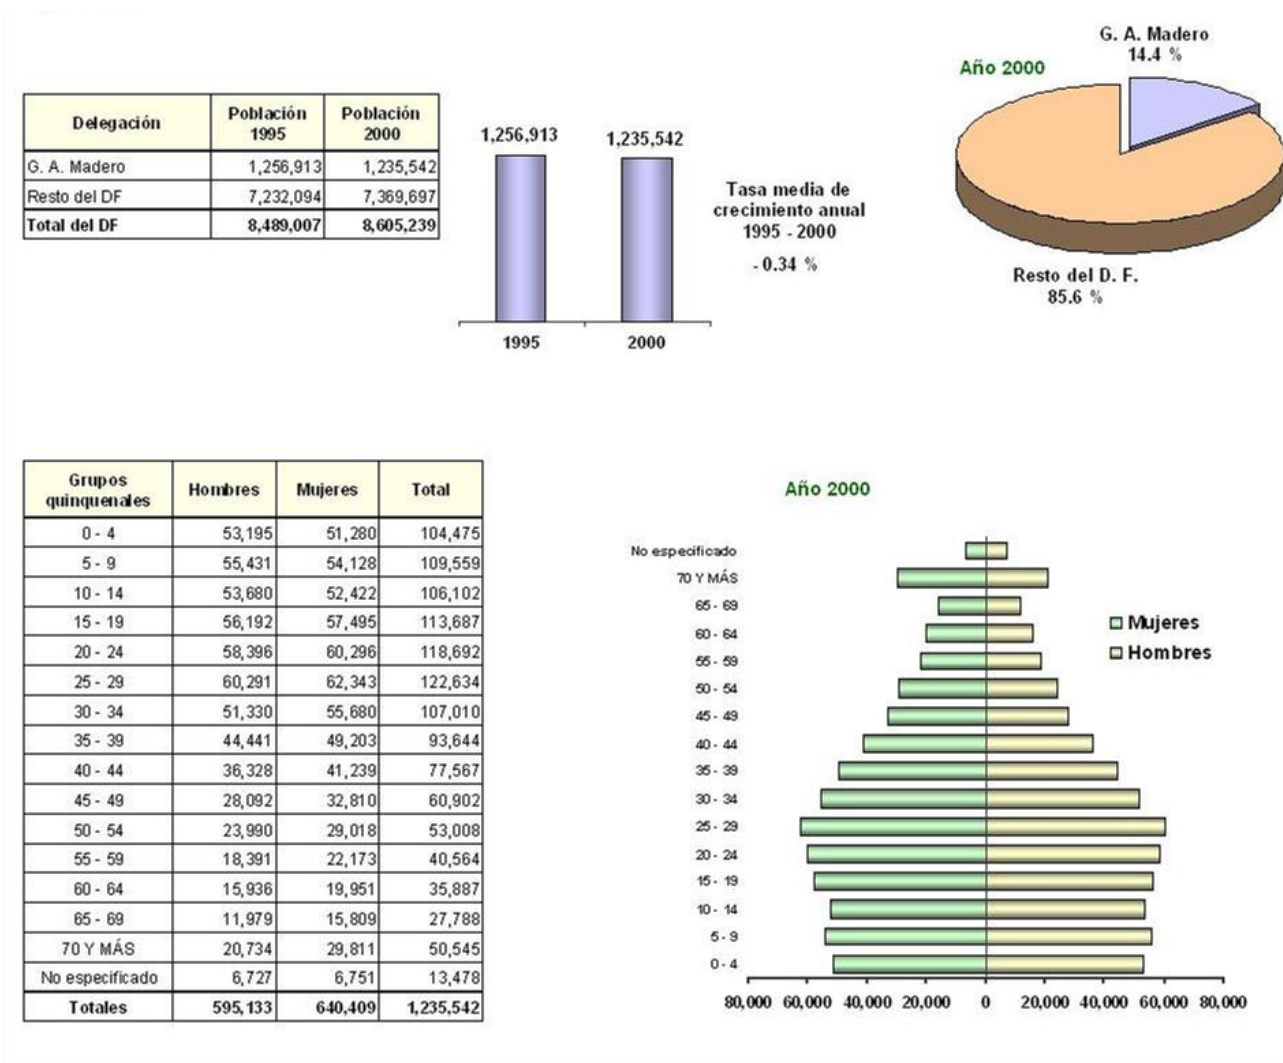 Delegación Población 1995 Población 2000
G. A. Madero 1,256,913 1,235,542
Resto del DF 7,232,094 7,369,697
Total del DF 8,489,007 8,605,239
1,256,913 1,235,542
1995 2000
Tasa media de
crecimiento anual
1995 - 2000
- 0.34 %
Año 2000
G. A. Madero
14.4 %
Resto del D. F.
85.6 %
Grupos quinquenales Hombres Mujeres Total
0 - 4 53,195 51,280 104,475
5 - 9 55,431 54,128 109,559
10 - 14 53,680 52,422 106,102
15 - 19 56,192 57,495 113,687
20 - 24 58,396 60,296 118,692
25 - 29 60,291 62,343 122,634
30 - 34 51,330 55,680 107,010
35 - 39 44,441 49,203 93,644
40 - 44 36,328 41,239 77,567
45 - 49 28,092 32,810 60,902
50 - 54 23,990 29,018 53,008
55 - 59 18,391 22,173 40,564
60 - 64 15,936 19,951 35,887
65 - 69 11,979 15,809 27,788
70 Y MÁS 20,734 29,811 50,545
No especificado 6,727 6,751 13,478
Totales 595,133 640,409 1,235,542
Año 2000
No especificado
70 Y MÁS
65 - 69
60 - 64
55 - 59
50 - 54
45 - 49
40 - 44
35 - 39
30 - 34
25 - 29
20 - 24
15 - 19
10 - 14
5 - 9
0 - 4
80,000 60,000 40,000 20,000 0 20,000 40,000 60,000 80,000
Mujeres
Hombres